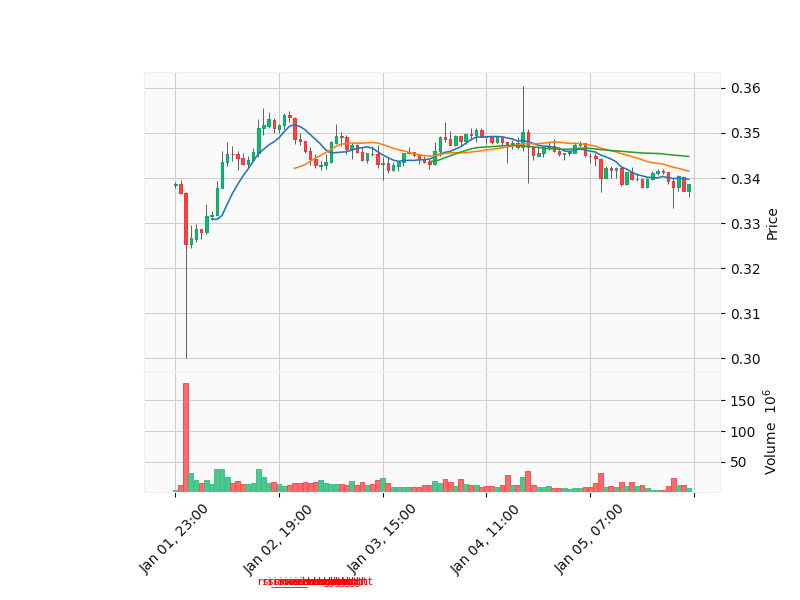 0.36
0.35
0.34
0.33
0.32
0.31
0.30
Price
150
100
50
Volume 10^6
Jan 01, 23:00
Jan 02, 19:00
Jan 03, 15:00
Jan 04, 11:00
Jan 05, 07:00